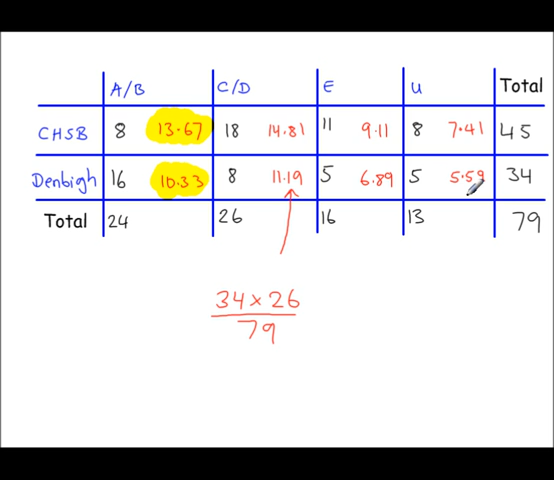 A/B C/D E U Total
CHSB 8 13.67 18 14.81 11 9.11 8 7.41 45
Denbigh 16 10.33 8 11.19 5 6.89 5 5.59 34
Total 24 26 16 13 79
34 × 26
79